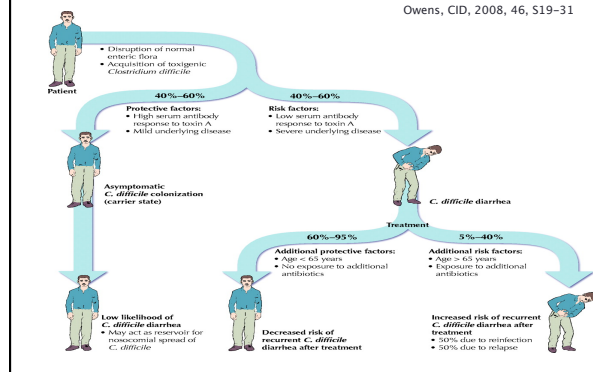 Owens, CID, 2008, 46, S19-31
• Disruption of normal
enteric flora
• Acquisition of toxigenic
Clostridium difficile
Patient
40%–60%
40%–60%
Protective factors:
• High serum antibody
response to toxin A
• Mild underlying disease
Risk factors:
• Low serum antibody
response to toxin A
• Severe underlying disease
Asymptomatic
C. difficile colonization
(carrier state)
C. difficile diarrhea
Treatment
60%–95%
5%–40%
Additional protective factors:
• Age < 65 years
• No exposure to additional
antibiotics
Additional risk factors:
• Age > 65 years
• Exposure to additional
antibiotics
Low likelihood of
C. difficile diarrhea
• May act as reservoir for
nosocomial spread of
C. difficile
Decreased risk of
recurrent C. difficile
diarrhea after treatment
Increased risk of recurrent
C. difficile diarrhea after
treatment
• 50% due to reinfection
• 50% due to relapse